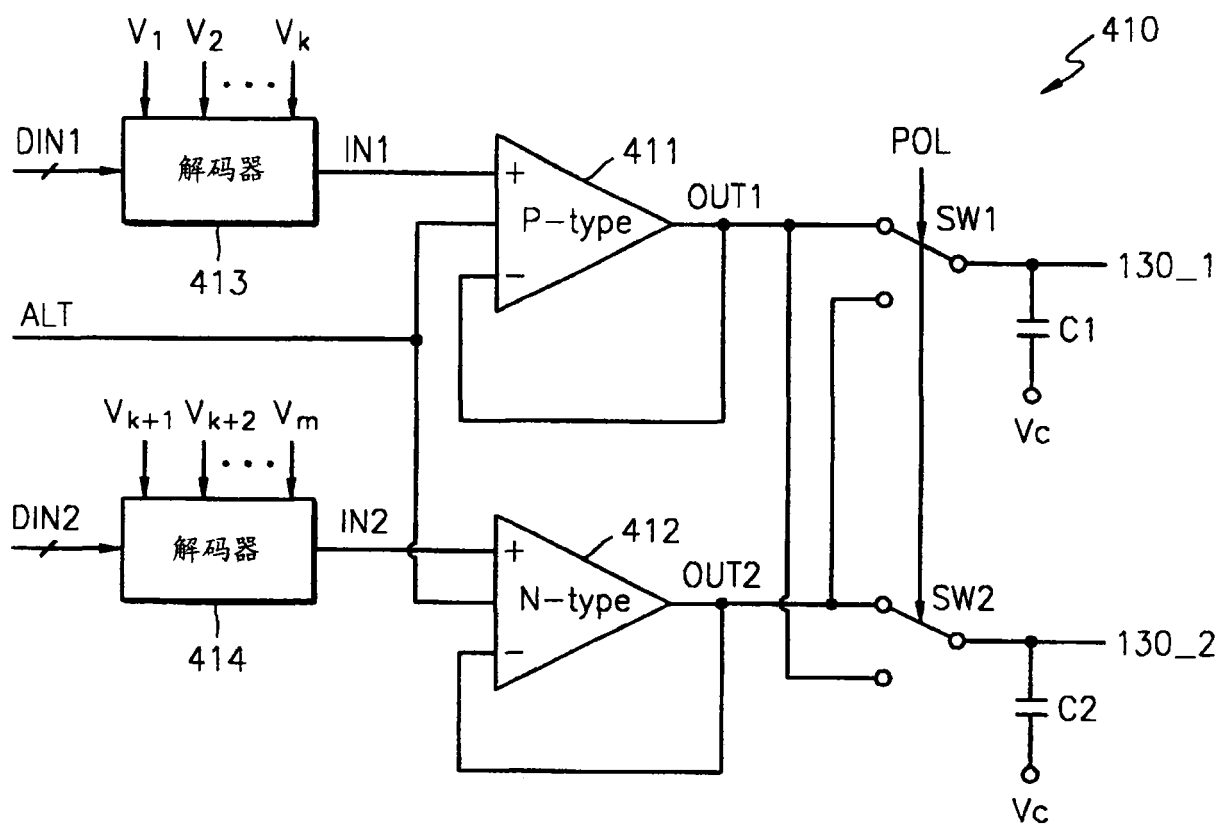 410
V1 V2 ... Vk
POL
DIN1
解码器
IN1
+
P-type
−
411
OUT1
SW1
130_1
413
C1
ALT
Vc
Vk+1 Vk+2 ... Vm
DIN2
解码器
IN2
+
N-type
−
412
OUT2
SW2
130_2
414
C2
Vc